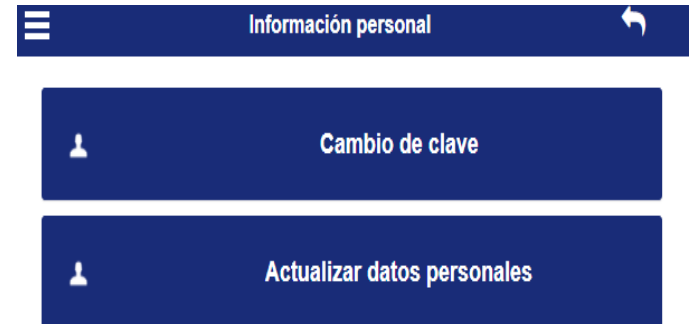 Información personal
Cambio de clave
Actualizar datos personales